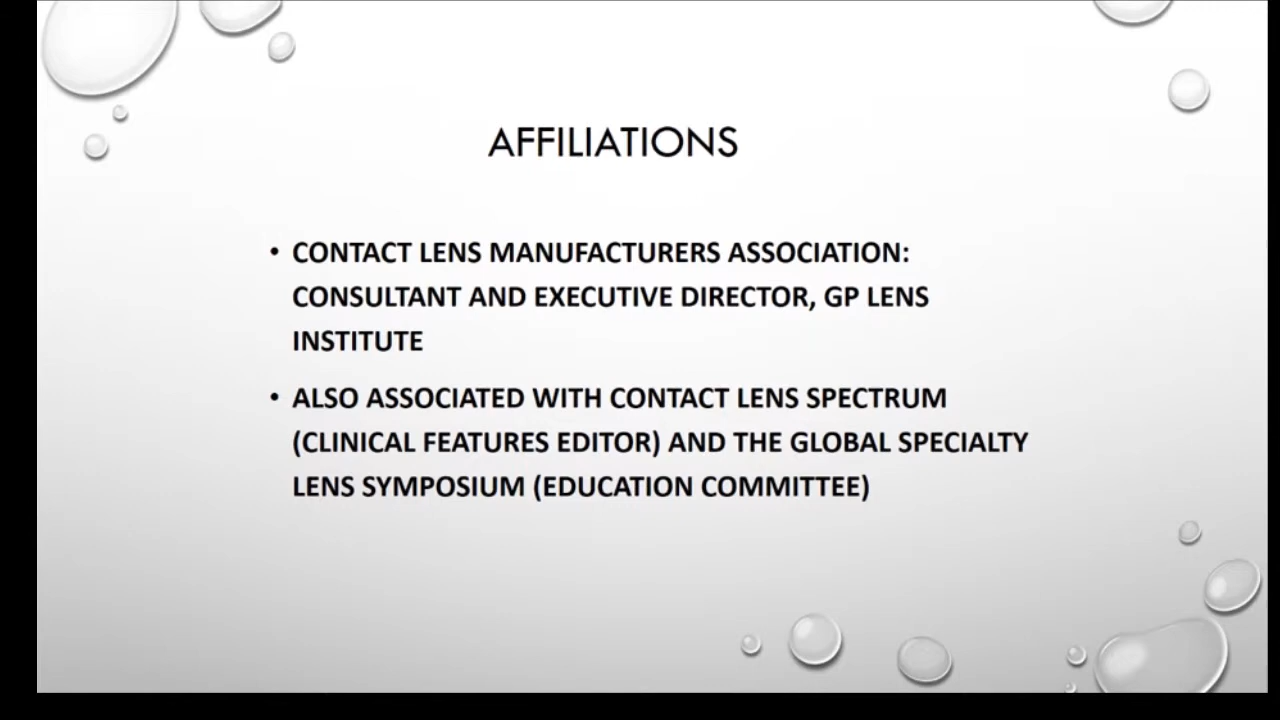 AFFILIATIONS
• CONTACT LENS MANUFACTURERS ASSOCIATION:
CONSULTANT AND EXECUTIVE DIRECTOR, GP LENS
INSTITUTE
• ALSO ASSOCIATED WITH CONTACT LENS SPECTRUM
(CLINICAL FEATURES EDITOR) AND THE GLOBAL SPECIALTY
LENS SYMPOSIUM (EDUCATION COMMITTEE)